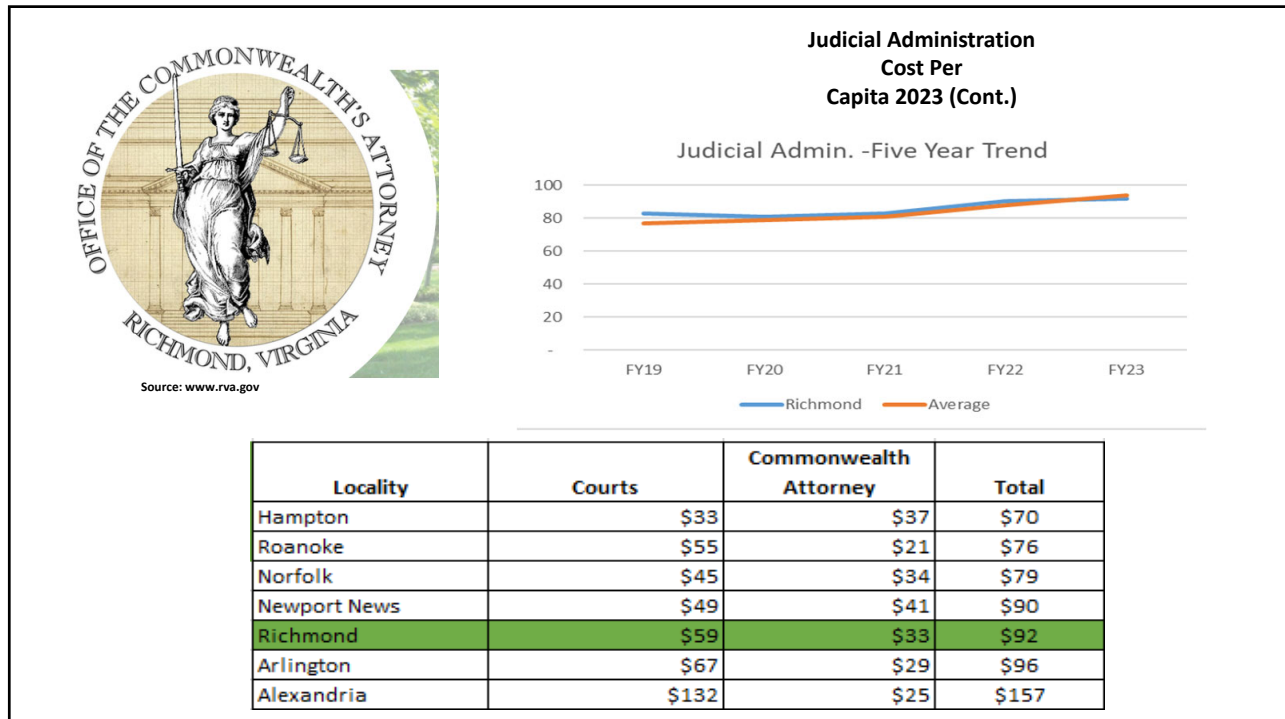 OFFICE OF THE COMMONWEALTH'S ATTORNEY
RICHMOND, VIRGINIA
Source: www.rva.gov
Judicial Administration
Cost Per
Capita 2023 (Cont.)
Judicial Admin. -Five Year Trend
100
80
60
40
20
-
FY19 FY20 FY21 FY22 FY23
Richmond Average
Locality Courts Commonwealth Attorney Total
Hampton $33 $37 $70
Roanoke $55 $21 $76
Norfolk $45 $34 $79
Newport News $49 $41 $90
Richmond $59 $33 $92
Arlington $67 $29 $96
Alexandria $132 $25 $157